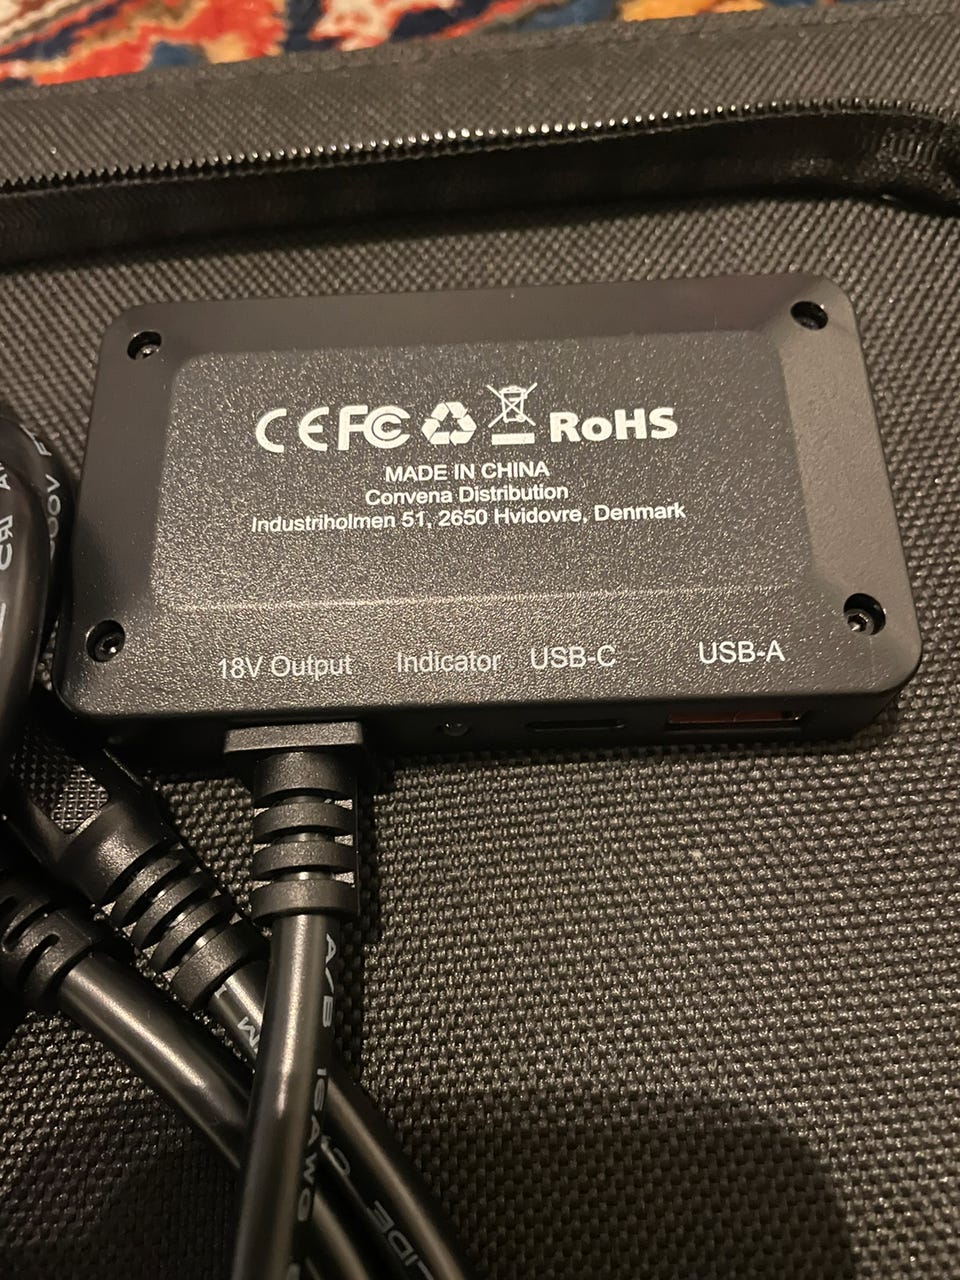 CE FC RoHS
MADE IN CHINA
Convena Distribution
Industriholmen 51, 2650 Hvidovre, Denmark
18V Output Indicator USB-C USB-A